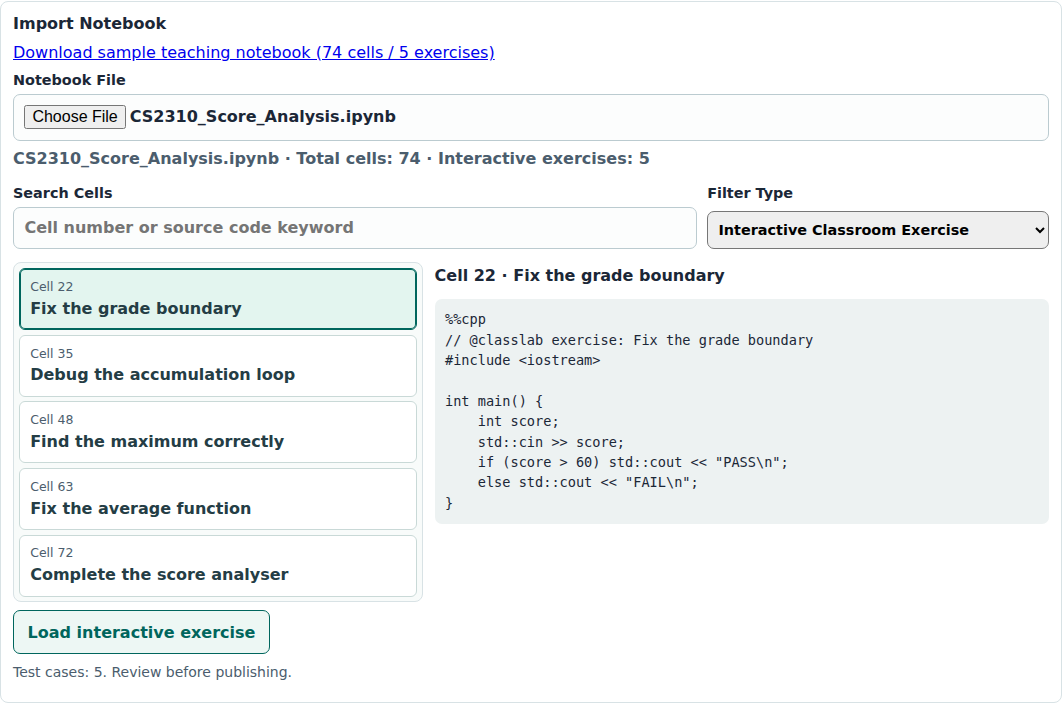 Import Notebook
Download sample teaching notebook (74 cells / 5 exercises)
Notebook File
Choose File CS2310_Score_Analysis.ipynb
CS2310_Score_Analysis.ipynb · Total cells: 74 · Interactive exercises: 5
Search Cells
Cell number or source code keyword
Filter Type
Interactive Classroom Exercise
Cell 22
Fix the grade boundary
Cell 35
Debug the accumulation loop
Cell 48
Find the maximum correctly
Cell 63
Fix the average function
Cell 72
Complete the score analyser
Cell 22 · Fix the grade boundary
%%cpp
// @classlab exercise: Fix the grade boundary
#include <iostream>

int main() {
    int score;
    std::cin >> score;
    if (score > 60) std::cout << "PASS\n";
    else std::cout << "FAIL\n";
}
Load interactive exercise
Test cases: 5. Review before publishing.